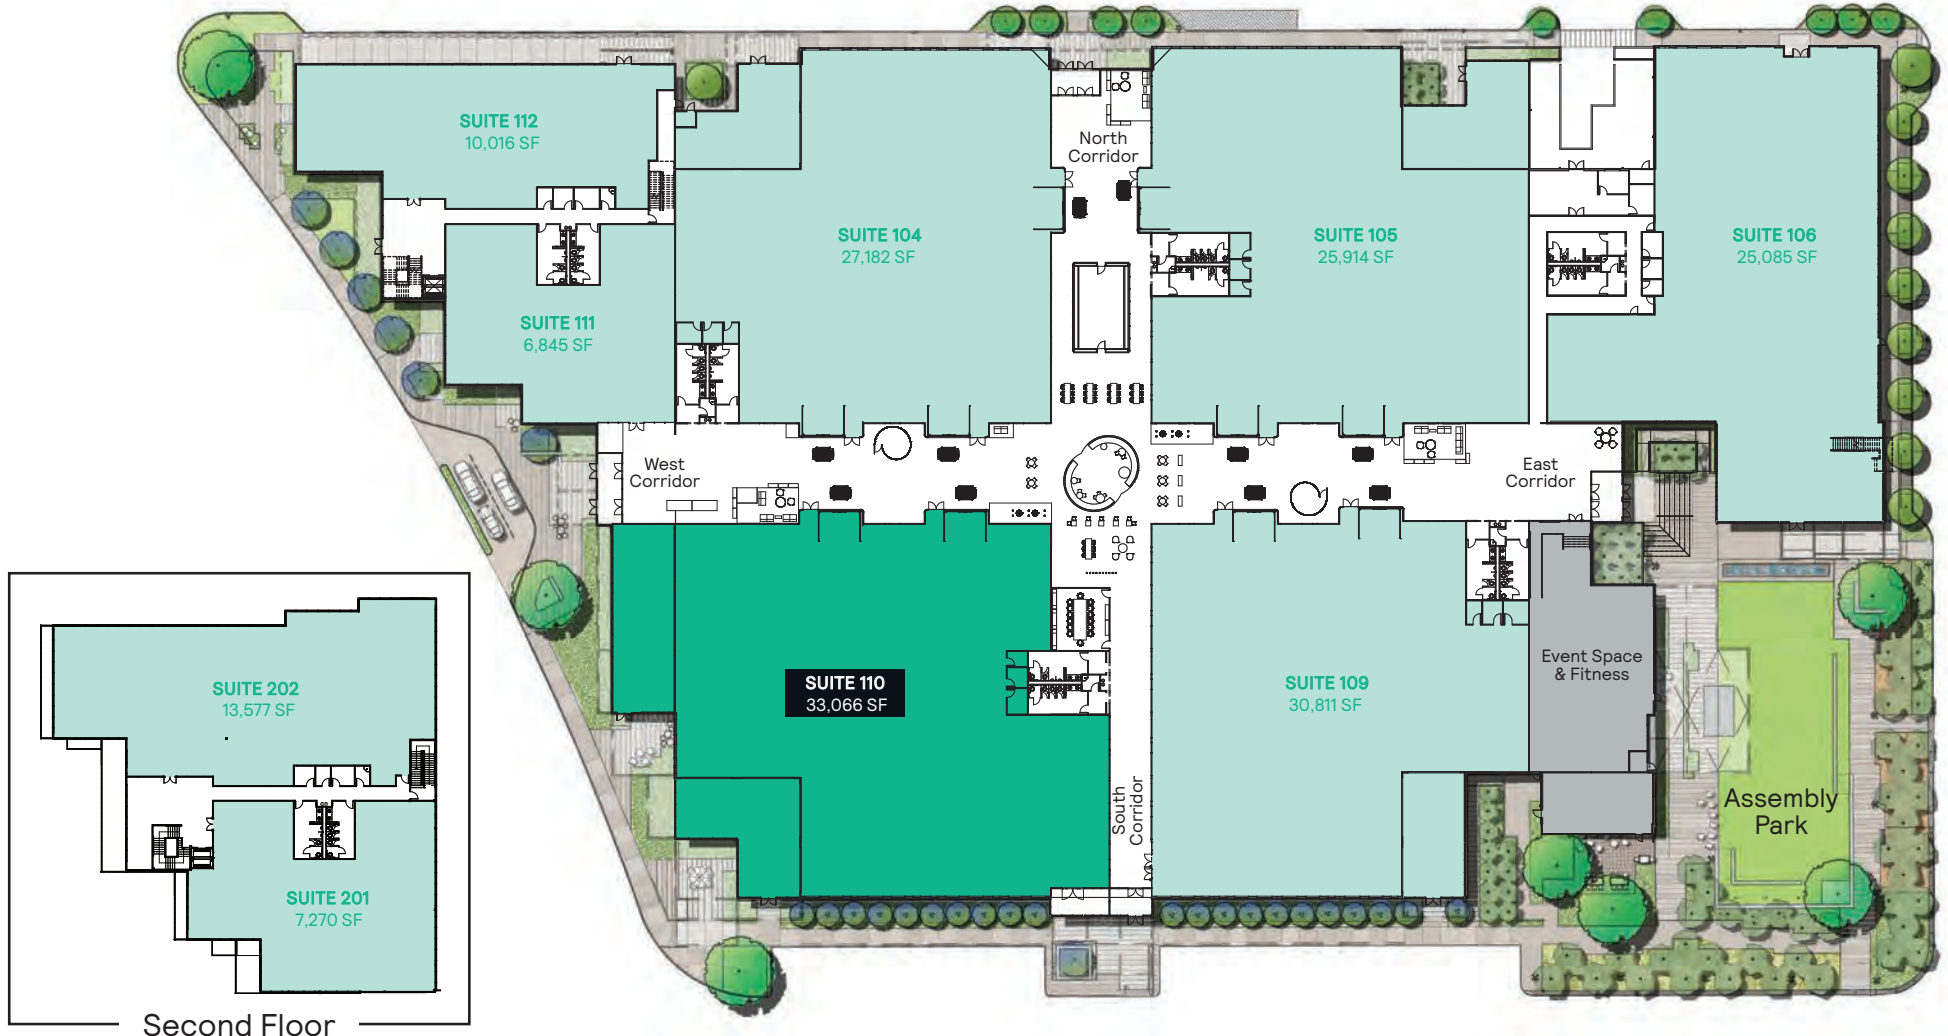 SUITE 112
10,016 SF
North
Corridor
SUITE 104
27,182 SF
SUITE 105
25,914 SF
SUITE 106
25,085 SF
SUITE 111
6,845 SF
West
Corridor
East
Corridor
SUITE 110
33,066 SF
SUITE 109
30,811 SF
Event Space
& Fitness
South
Corridor
Assembly
Park
SUITE 202
13,577 SF
SUITE 201
7,270 SF
Second Floor